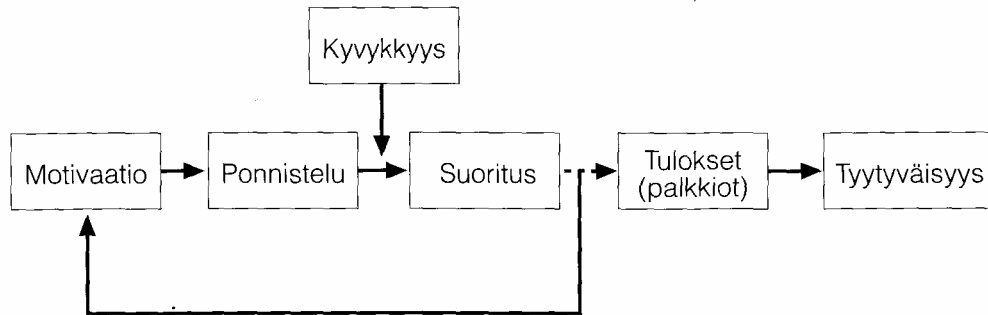 Kyvykkyys
Motivaatio
Ponnistelu
Suoritus
Tulokset
(palkkiot)
Tyytyväisyys